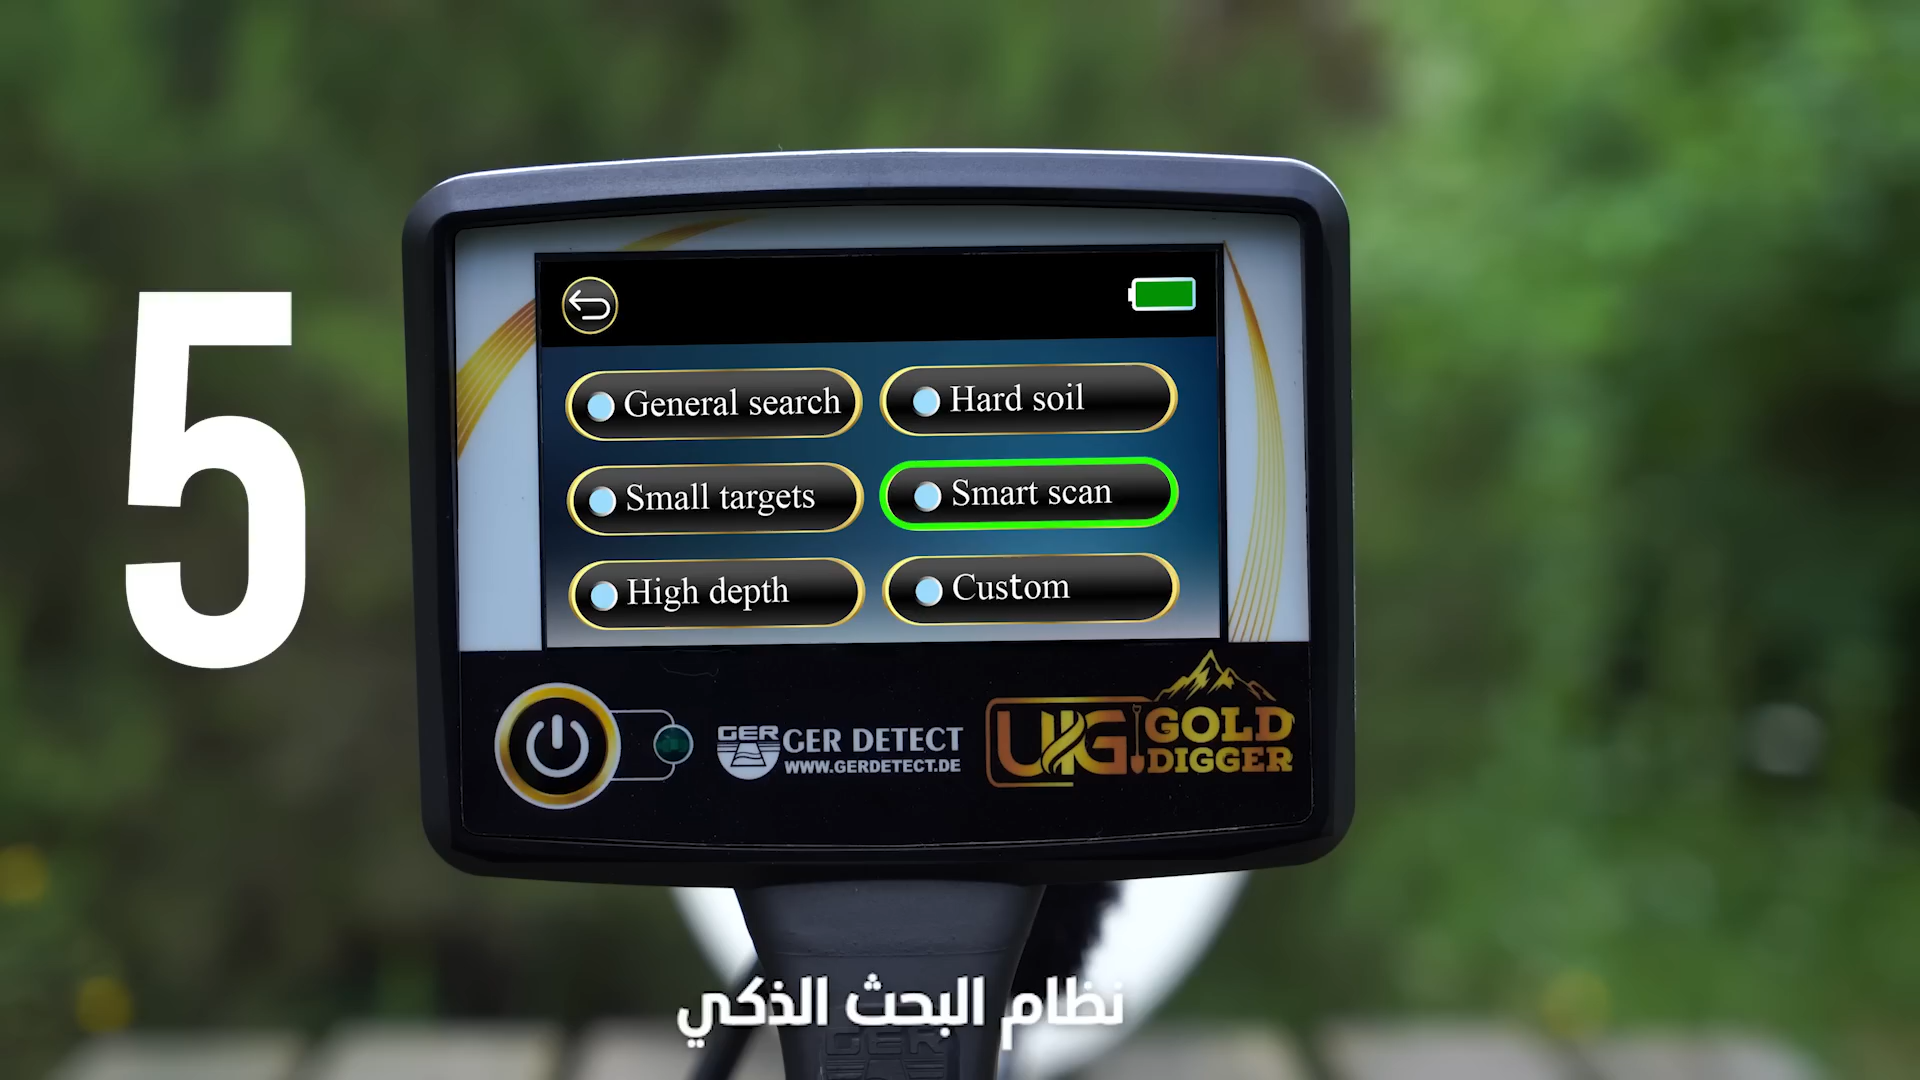 5
General search
Hard soil
Small targets
Smart scan
High depth
Custom
GER
GER DETECT
WWW.GERDETECT.DE
UIG
GOLD
DIGGER
نظام البحث الذكي
GER